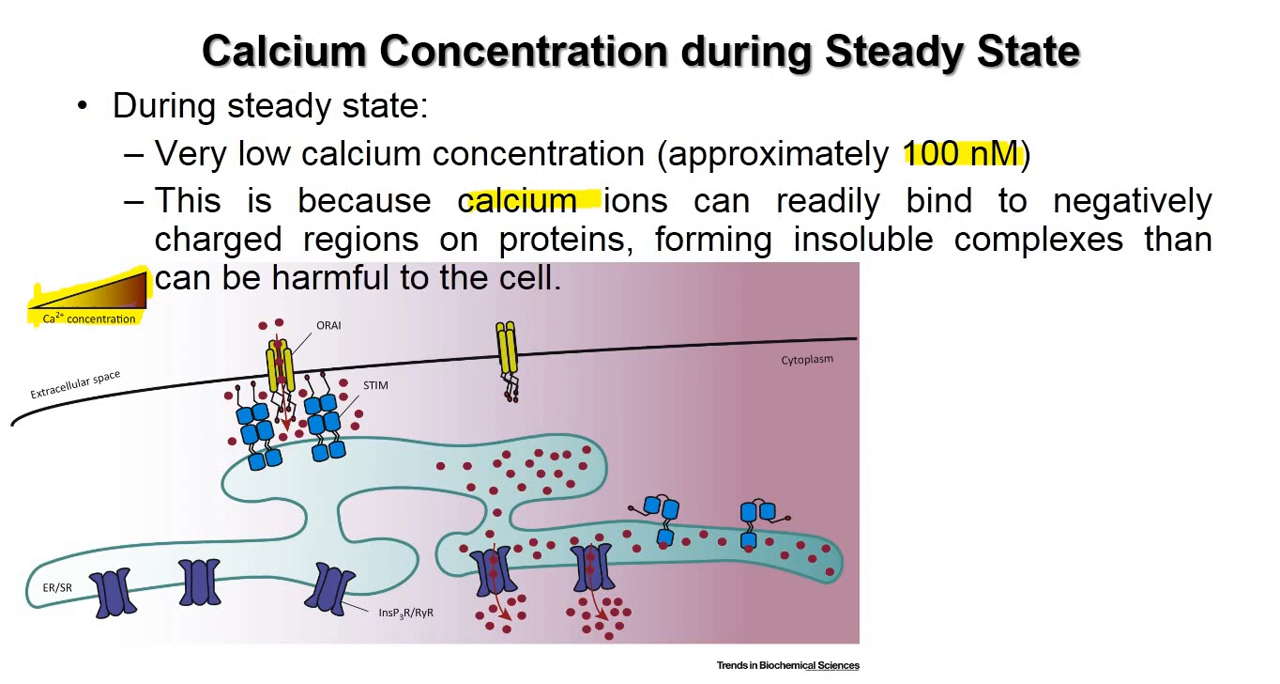 Calcium Concentration during Steady State
• During steady state:
– Very low calcium concentration (approximately 100 nM)
– This is because calcium ions can readily bind to negatively
charged regions on proteins, forming insoluble complexes than
can be harmful to the cell.
Ca²⁺ concentration
ORAI
Extracellular space
Cytoplasm
STIM
ER/SR
InsP₃R/RyR
Trends in Biochemical Sciences